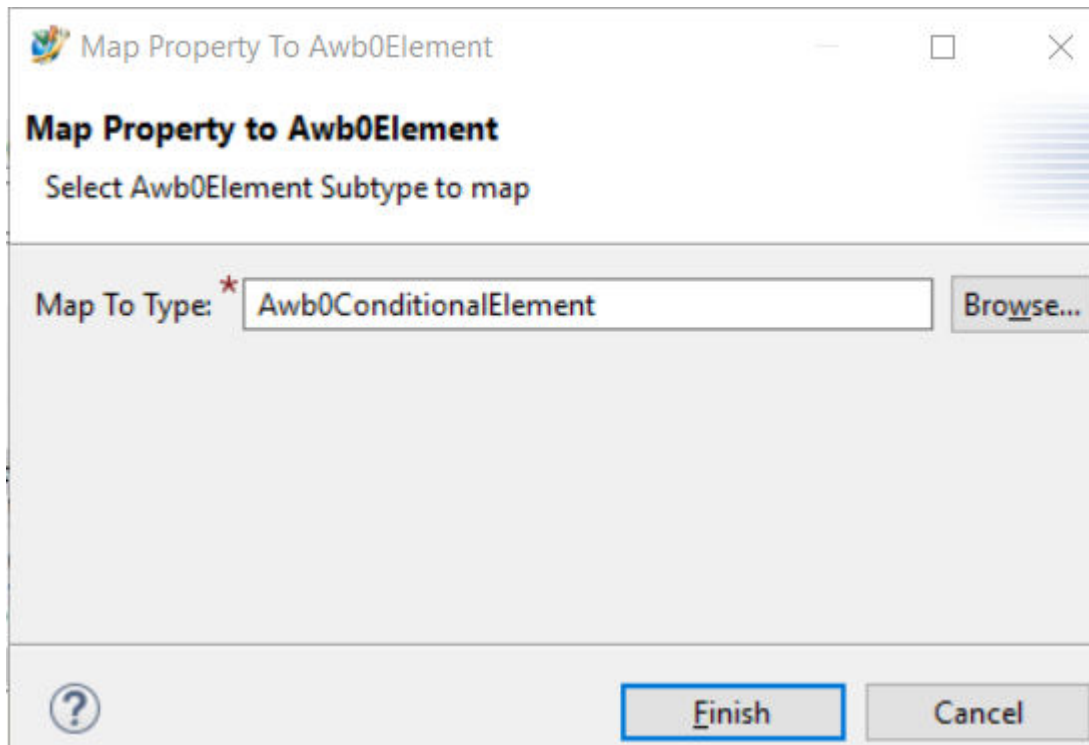 Map Property To Awb0Element
Map Property to Awb0Element
Select Awb0Element Subtype to map
Map To Type: * Awb0ConditionalElement Browse...
? Finish Cancel